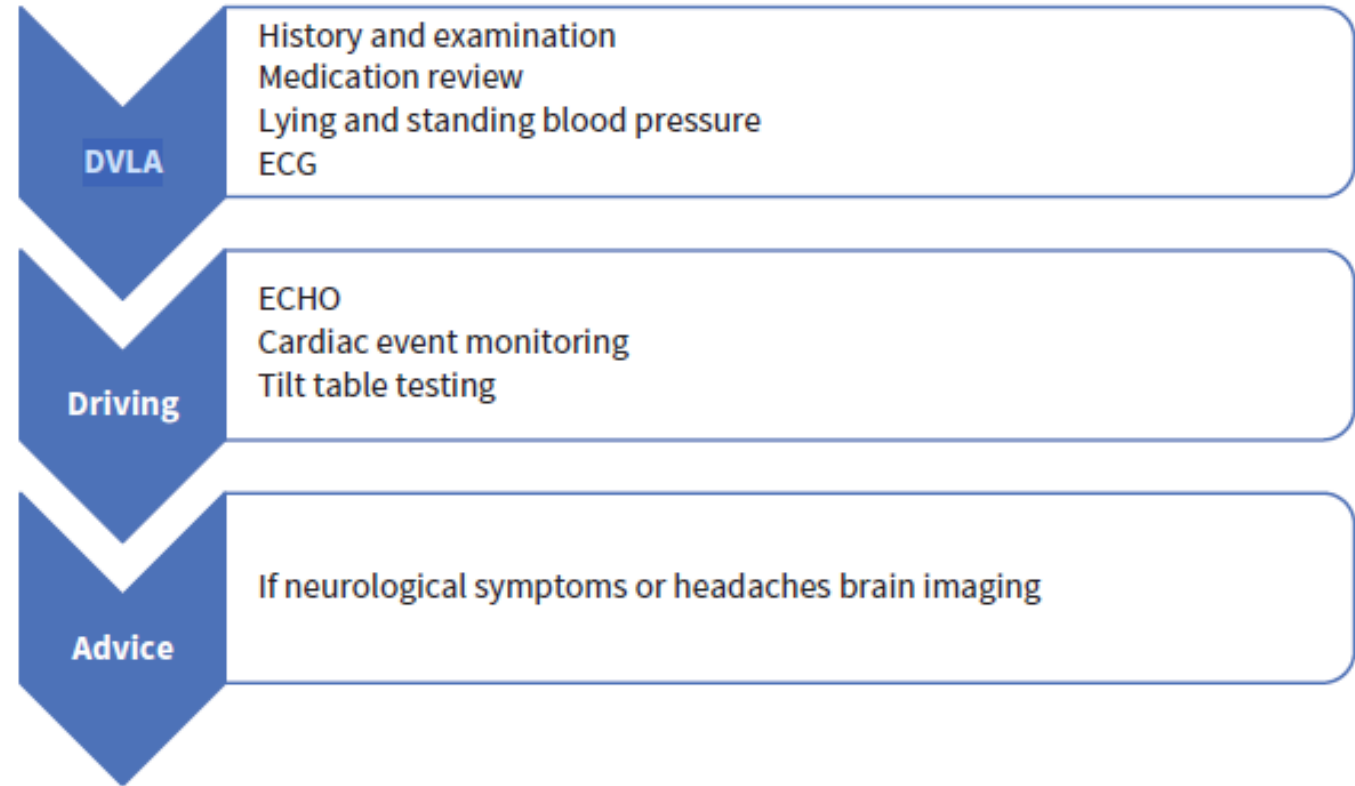 DVLA
History and examination
Medication review
Lying and standing blood pressure
ECG
Driving
ECHO
Cardiac event monitoring
Tilt table testing
Advice
If neurological symptoms or headaches brain imaging